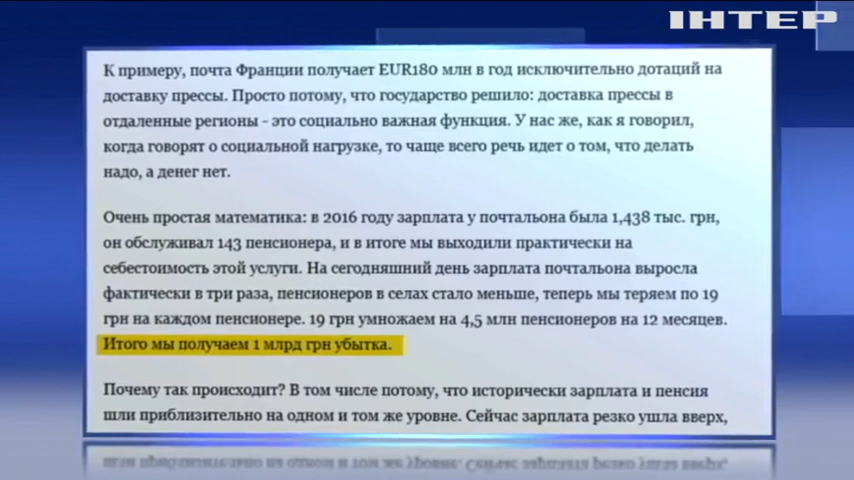 ІНТЕР
К примеру, почта Франции получает EUR180 млн в год исключительно дотаций на
доставку прессы. Просто потому, что государство решило: доставка прессы в
отдаленные регионы - это социально важная функция. У нас же, как я говорил,
когда говорят о социальной нагрузке, то чаще всего речь идет о том, что делать
надо, а денег нет.
Очень простая математика: в 2016 году зарплата у почтальона была 1,438 тыс. грн,
он обслуживал 143 пенсионера, и в итоге мы выходили практически на
себестоимость этой услуги. На сегодняшний день зарплата почтальона выросла
фактически в три раза, пенсионеров в селах стало меньше, теперь мы теряем по 19
грн на каждом пенсионере. 19 грн умножаем на 4,5 млн пенсионеров на 12 месяцев.
Итого мы получаем 1 млрд грн убытка.
Почему так происходит? В том числе потому, что исторически зарплата и пенсия
шли приблизительно на одном и том же уровне. Сейчас зарплата резко ушла вверх,